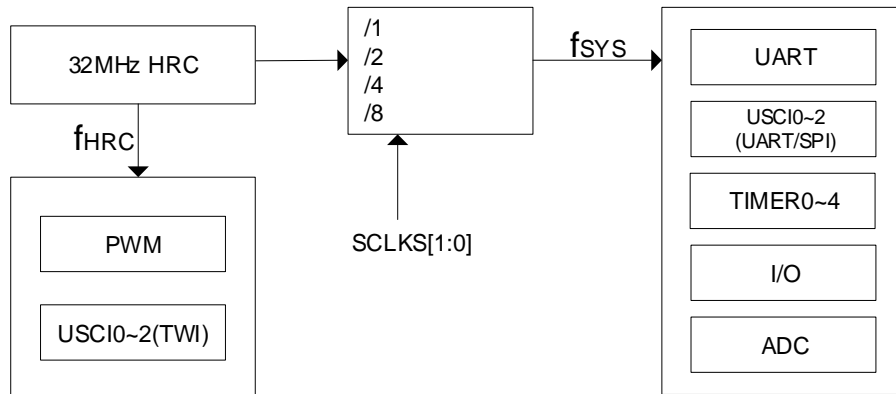 32MHz HRC
/1
/2
/4
/8
fSYS
UART
USCI0~2
(UART/SPI)
TIMER0~4
I/O
ADC
fHRC
PWM
USCI0~2(TWI)
SCLKS[1:0]